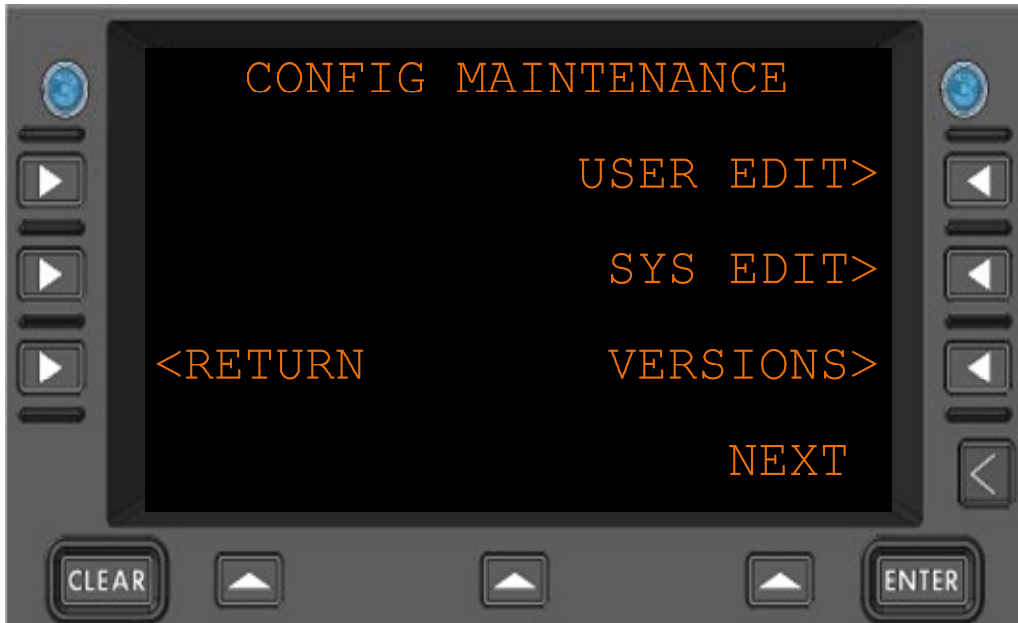 CONFIG MAINTENANCE
USER EDIT>
SYS EDIT>
<RETURN VERSIONS>
NEXT
CLEAR ENTER